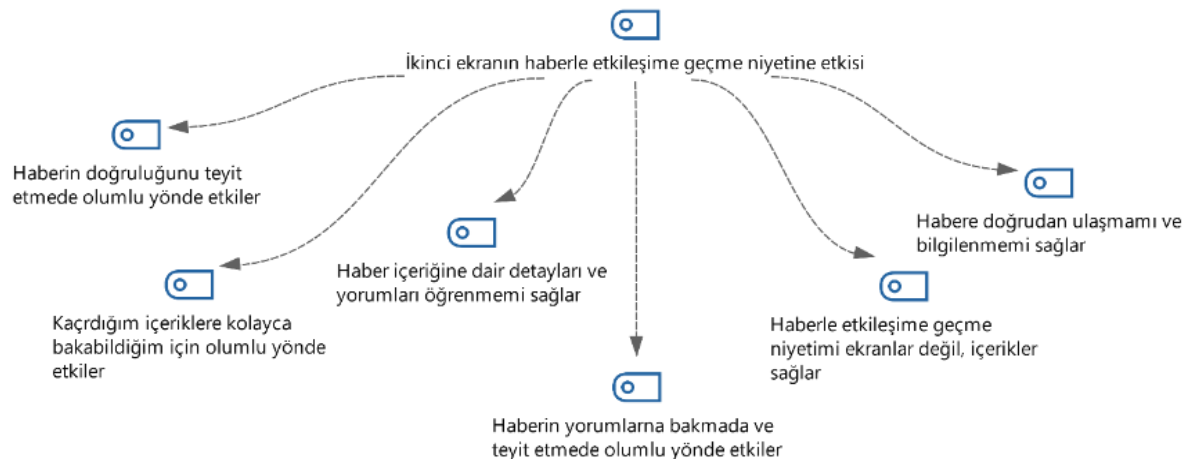 İkinci ekranın haberle etkileşime geçme niyetine etkisi
Haberin doğruluğunu teyit
etmede olumlu yönde etkiler
Kaçrdığım içeriklere kolayca
bakabildiğim için olumlu yönde
etkiler
Haber içeriğine dair detayları ve
yorumları öğrenmemi sağlar
Haberin yorumlarna bakmada ve
teyit etmede olumlu yönde etkiler
Haberle etkileşime geçme
niyetimi ekranlar değil, içerikler
sağlar
Habere doğrudan ulaşmamı ve
bilgilenmemi sağlar